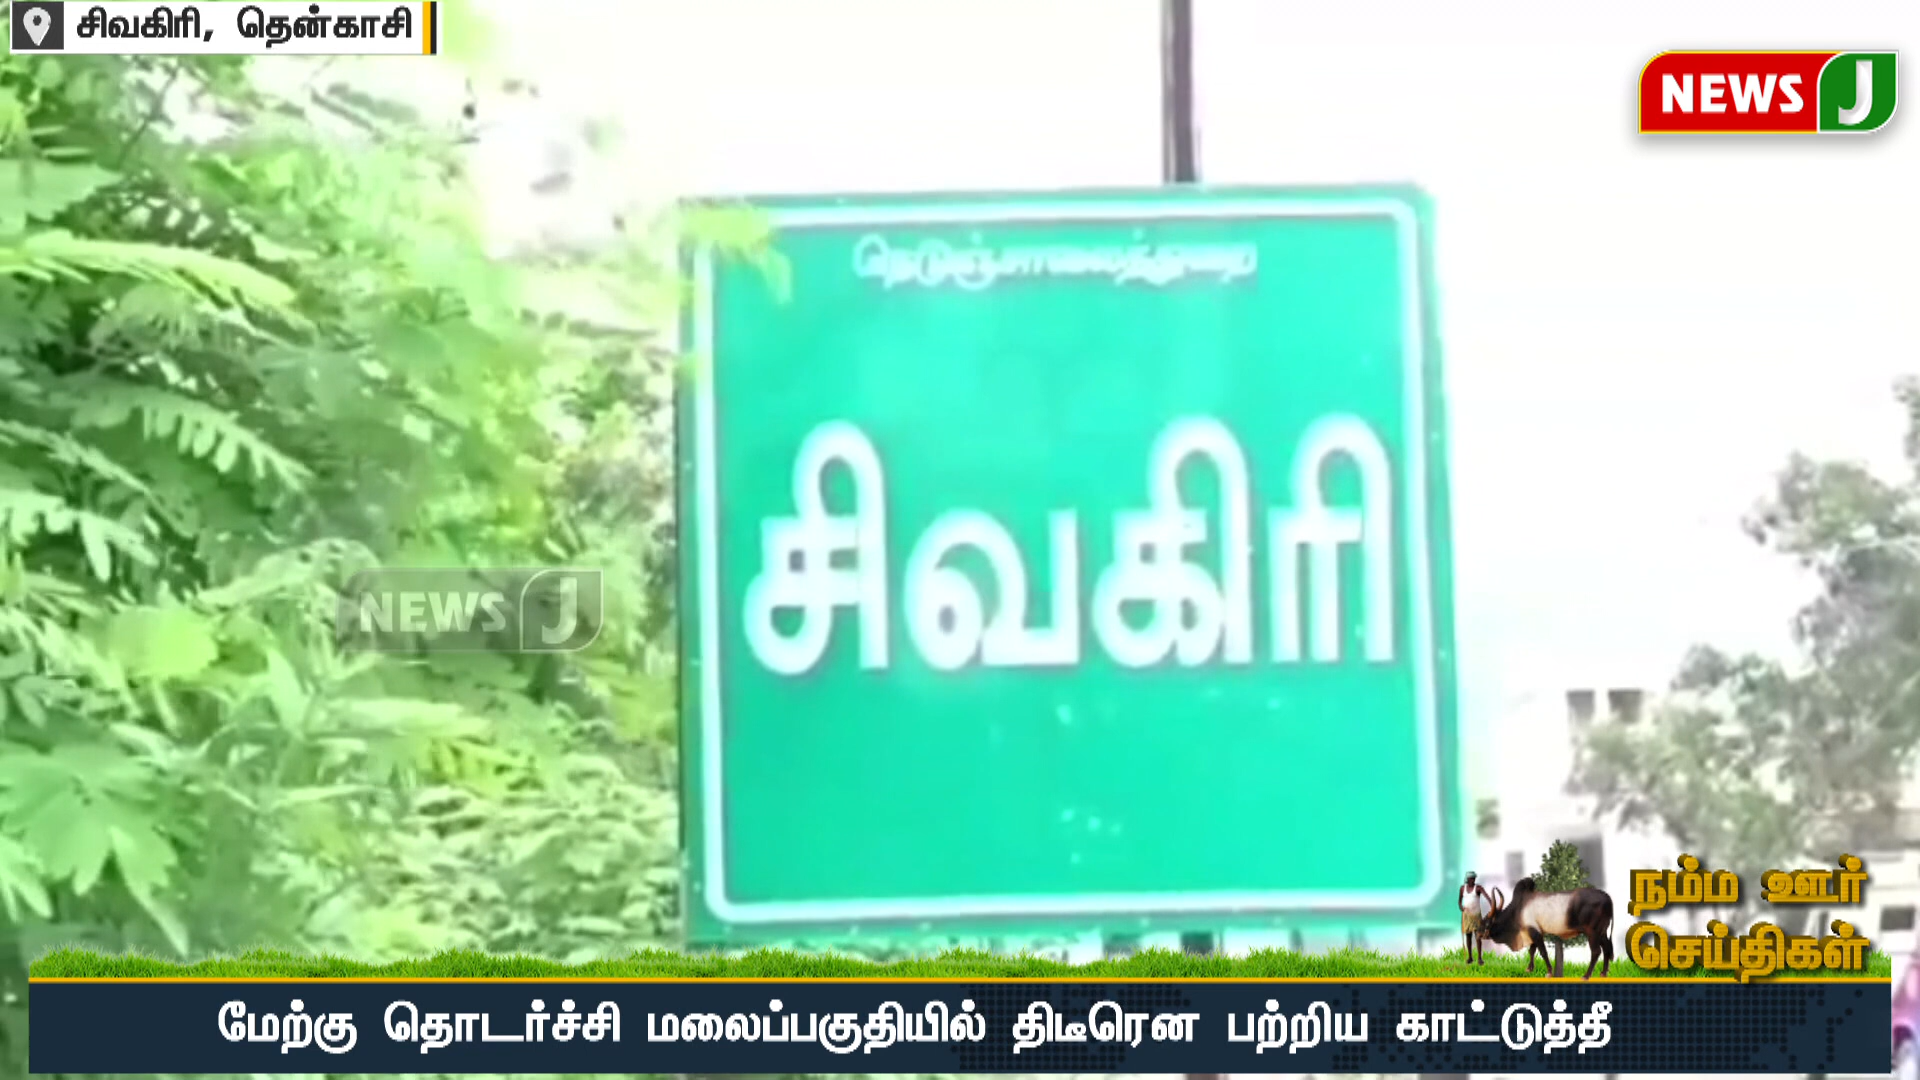 சிவகிரி, தென்காசி
NEWS J
நெடுஞ்சாலைத்துறை
சிவகிரி
NEWS J
நம்ம ஊர்
செய்திகள்
மேற்கு தொடர்ச்சி மலைப்பகுதியில் திடீரென பற்றிய காட்டுத்தீ